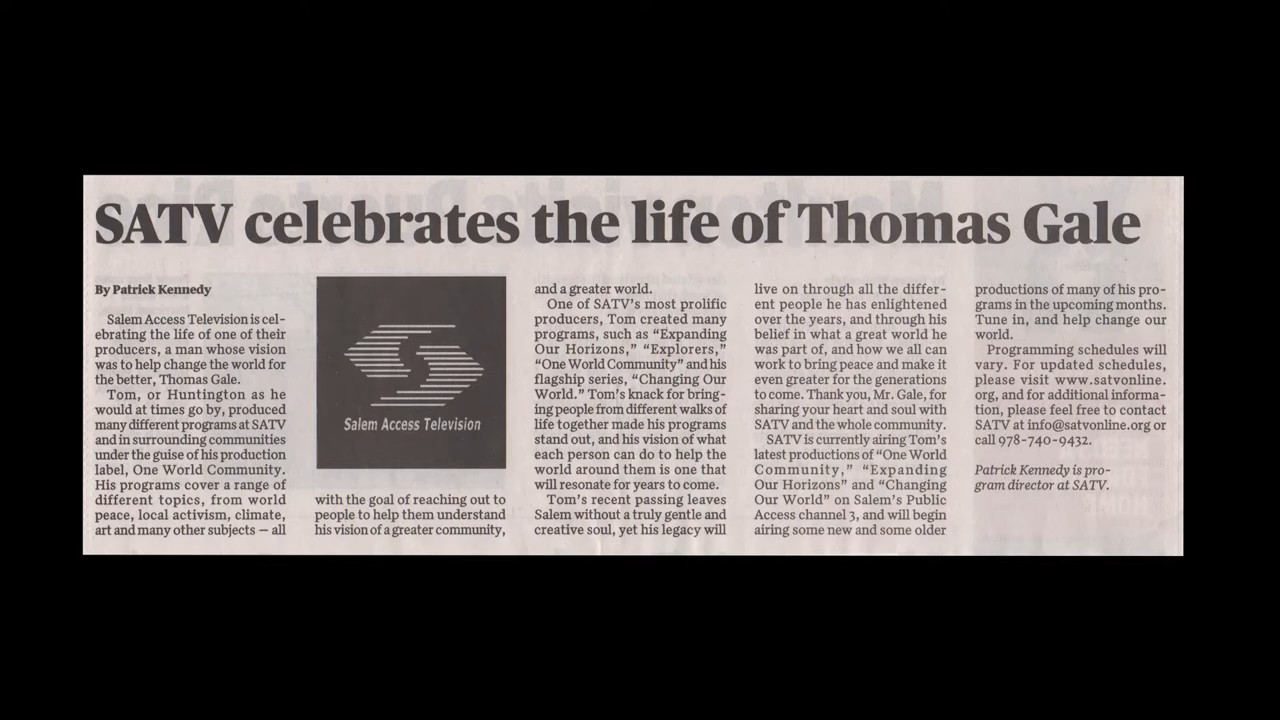 SATV celebrates the life of Thomas Gale
By Patrick Kennedy
Salem Access Television is cel-
ebrating the life of one of their
producers, a man whose vision
was to help change the world for
the better, Thomas Gale.
Tom, or Huntington as he
would at times go by, produced
many different programs at SATV
and in surrounding communities
under the guise of his production
label, One World Community.
His programs cover a range of
different topics, from world
peace, local activism, climate,
art and many other subjects — all
Salem Access Television
with the goal of reaching out to
people to help them understand
his vision of a greater community,
and a greater world.
One of SATV's most prolific
producers, Tom created many
programs, such as “Expanding
Our Horizons,” “Explorers,”
“One World Community” and his
flagship series, “Changing Our
World.” Tom's knack for bring-
ing people from different walks of
life together made his programs
stand out, and his vision of what
each person can do to help the
world around them is one that
will resonate for years to come.
Tom's recent passing leaves
Salem without a truly gentle and
creative soul, yet his legacy will
live on through all the differ-
ent people he has enlightened
over the years, and through his
belief in what a great world he
was part of, and how we all can
work to bring peace and make it
even greater for the generations
to come. Thank you, Mr. Gale, for
sharing your heart and soul with
SATV and the whole community.
SATV is currently airing Tom's
latest productions of “One World
Community,” “Expanding
Our Horizons” and “Changing
Our World” on Salem's Public
Access channel 3, and will begin
airing some new and some older
productions of many of his pro-
grams in the upcoming months.
Tune in, and help change our
world.
Programming schedules will
vary. For updated schedules,
please visit www.satvonline.
org, and for additional informa-
tion, please feel free to contact
SATV at info@satvonline.org or
call 978-740-9432.
Patrick Kennedy is pro-
gram director at SATV.